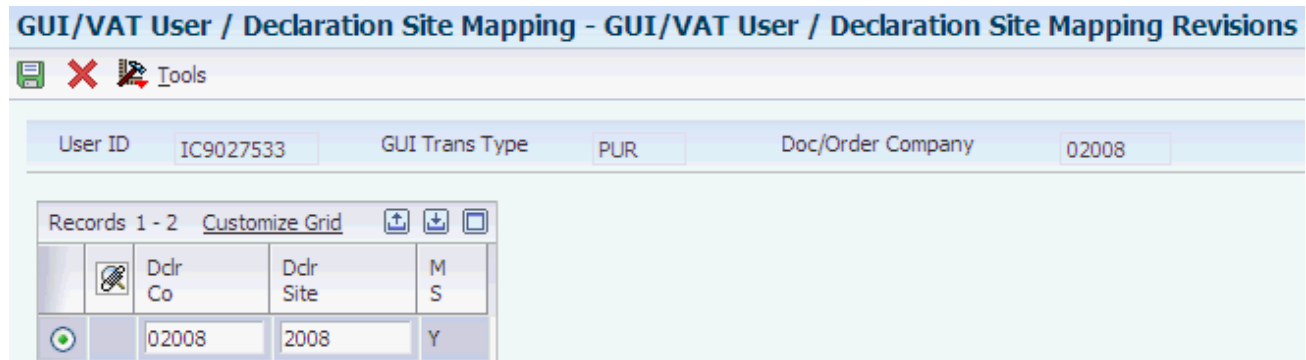 GUI/VAT User / Declaration Site Mapping - GUI/VAT User / Declaration Site Mapping Revisions
Tools
User ID IC9027533 GUI Trans Type PUR Doc/Order Company 02008
Records 1 - 2 Customize Grid
Dclr Co Dclr Site M S
02008 2008 Y